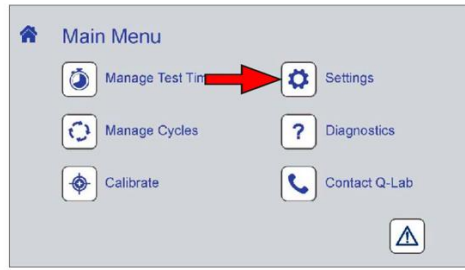 Main Menu
Manage Test Tim
Settings
Manage Cycles
? Diagnostics
Calibrate
Contact Q-Lab